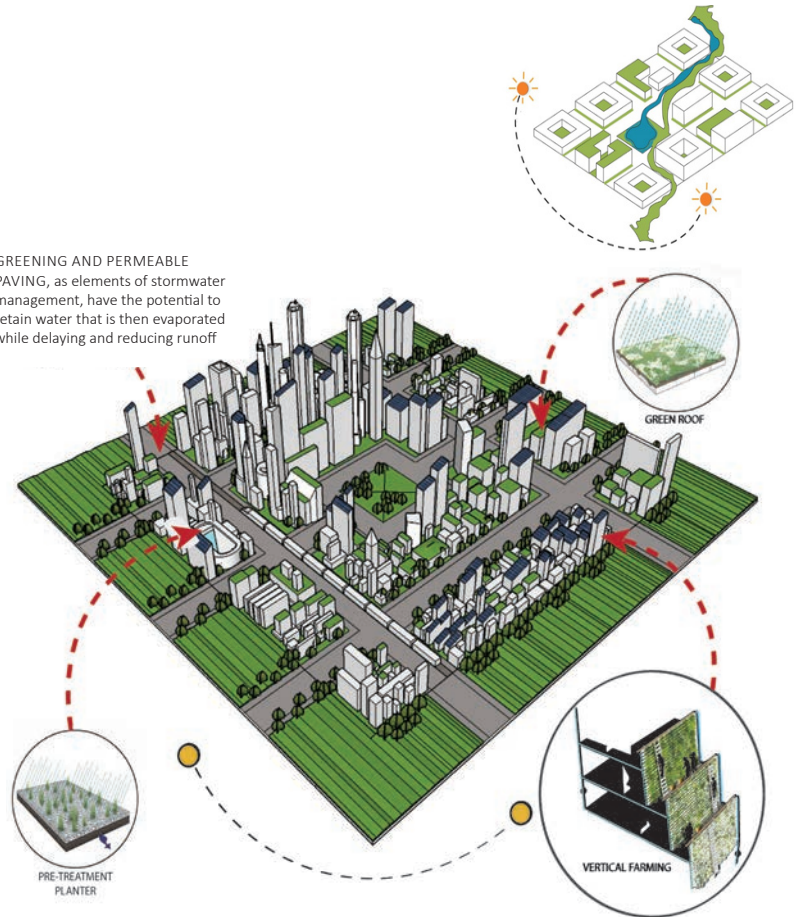 GREENING AND PERMEABLE
PAVING, as elements of stormwater
management, have the potential to
retain water that is then evaporated
while delaying and reducing runoff
GREEN ROOF
PRE-TREATMENT
PLANTER
VERTICAL FARMING